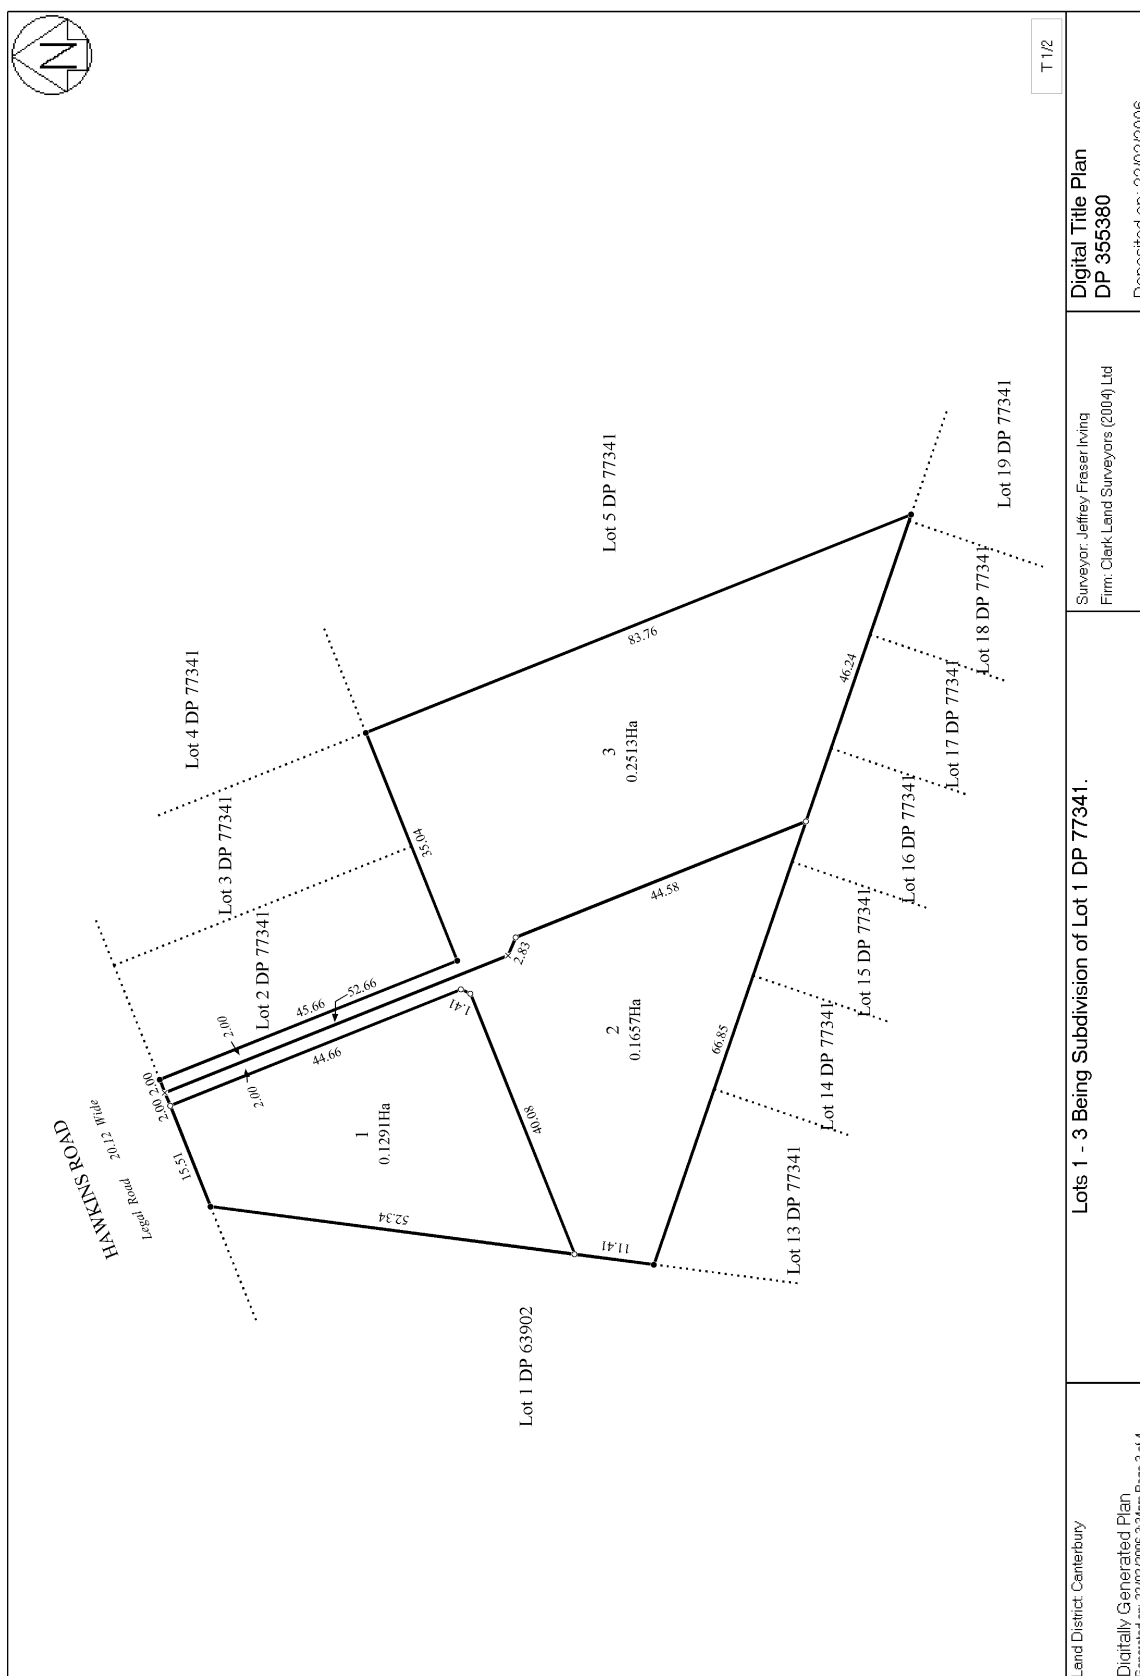 N
T 1/2
HAWKINS ROAD
Legal Road 20.12 Wide
Lot 2 DP 77341
Lot 3 DP 77341
Lot 4 DP 77341
Lot 5 DP 77341
15.51
2.00
2.00
2.00
2.00
45.66
52.66
44.66
35.04
83.76
1
0.1291Ha
52.34
1.41
40.08
2.83
44.58
2
0.1657Ha
3
0.2513Ha
11.41
66.85
46.24
Lot 1 DP 63902
Lot 13 DP 77341
Lot 14 DP 77341
Lot 15 DP 77341
Lot 16 DP 77341
Lot 17 DP 77341
Lot 18 DP 77341
Lot 19 DP 77341
Land District: Canterbury
Digitally Generated Plan
Lots 1 - 3 Being Subdivision of Lot 1 DP 77341.
Surveyor: Jeffrey Fraser Irving
Firm: Clark Land Surveyors (2004) Ltd
Digital Title Plan
DP 355380
Deposited on: 22/02/2006